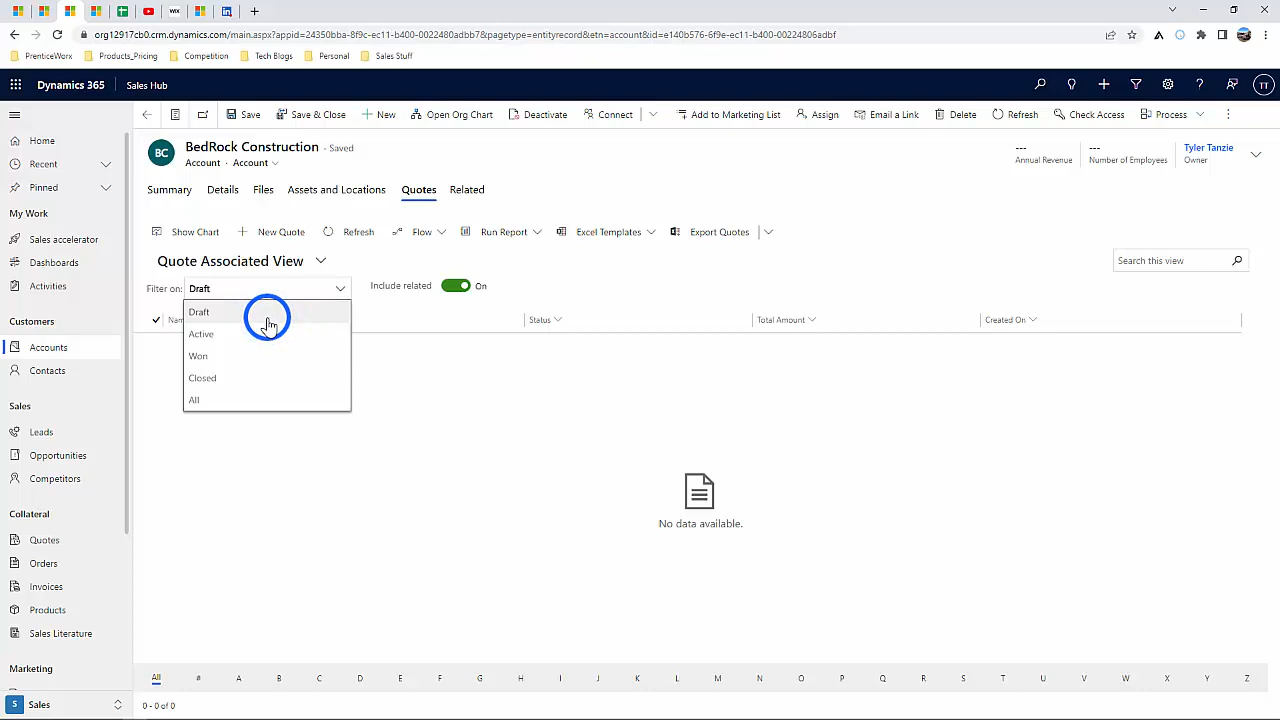 WIX
org12917cb0.crm.dynamics.com/main.aspx?appid=24350bba-8f9c-ec11-b400-0022480adbb7&pagetype=entityrecord&etn=account&id=e140b576-6f9e-ec11-b400-00224806adbf
PrenticeWorx Products_Pricing Competition Tech Blogs Personal Sales Stuff
Dynamics 365 Sales Hub TT
Save Save & Close New Open Org Chart Deactivate Connect Add to Marketing List Assign Email a Link Delete Refresh Check Access Process
Home
Recent
Pinned
My Work
Sales accelerator
Dashboards
Activities
Customers
Accounts
Contacts
Sales
Leads
Opportunities
Competitors
Collateral
Quotes
Orders
Invoices
Products
Sales Literature
Marketing
S Sales
BC BedRock Construction - Saved
Account · Account
--- Annual Revenue
--- Number of Employees
Tyler Tanzie
Owner
Summary Details Files Assets and Locations Quotes Related
Show Chart New Quote Refresh Flow Run Report Excel Templates Export Quotes
Quote Associated View
Search this view
Filter on: Draft Include related On
Draft
Active
Won
Closed
All
Status Total Amount Created On
No data available.
All # A B C D E F G H I J K L M N O P Q R S T U V W X Y Z
0 - 0 of 0